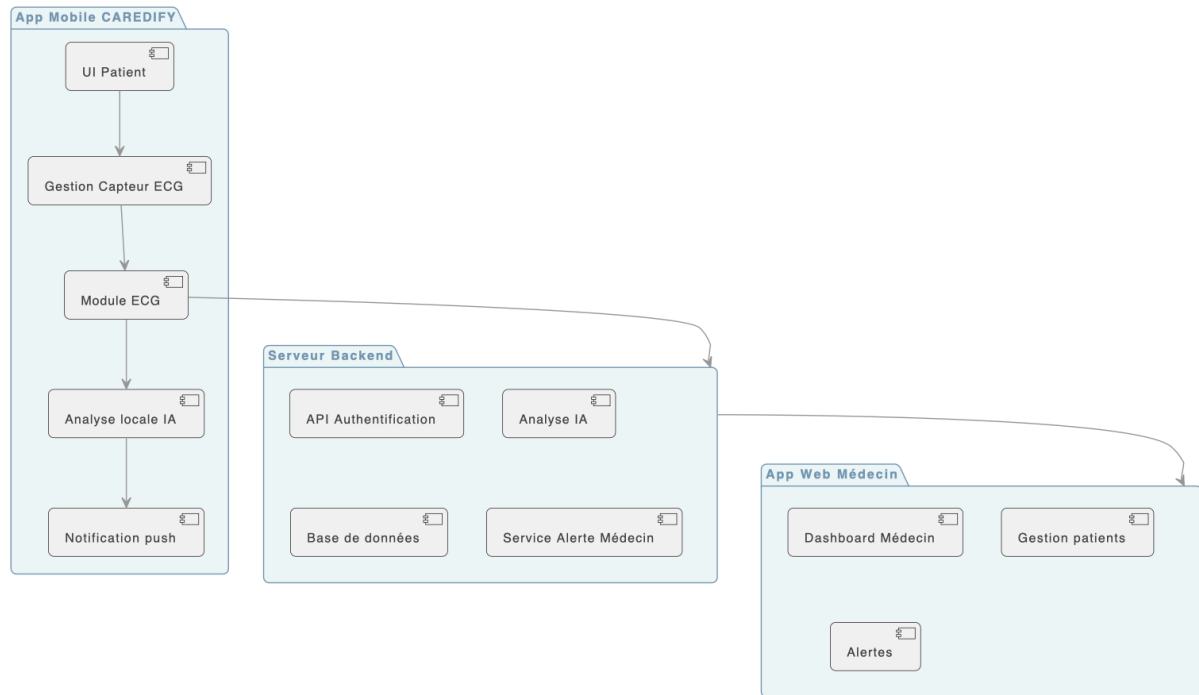 App Mobile CAREDIFY
UI Patient
Gestion Capteur ECG
Module ECG
Analyse locale IA
Notification push
Serveur Backend
API Authentification
Analyse IA
Base de données
Service Alerte Médecin
App Web Médecin
Dashboard Médecin
Gestion patients
Alertes